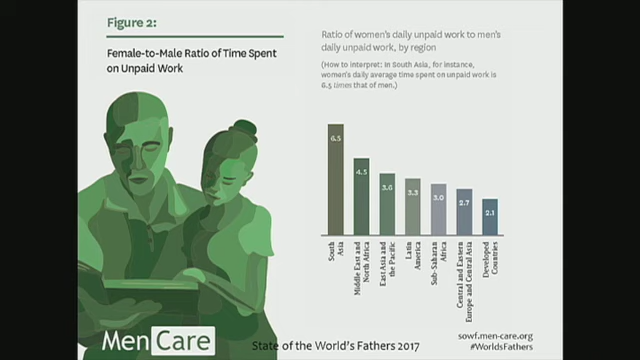 Figure 2:
Female-to-Male Ratio of Time Spent
on Unpaid Work
Ratio of women's daily unpaid work to men's
daily unpaid work, by region
(How to interpret: In South Asia, for instance,
women's daily average time spent on unpaid work is
6.5 times that of men.)
6.5
4.5
3.6
3.3
3.0
2.7
2.1
South
Asia
Middle East and
North Africa
East Asia and
the Pacific
Latin
America
Sub-Saharan
Africa
Central and Eastern
Europe and Central Asia
Developed
Countries
MenCare
State of the World's Fathers 2017
sowf.men-care.org
#WorldsFathers